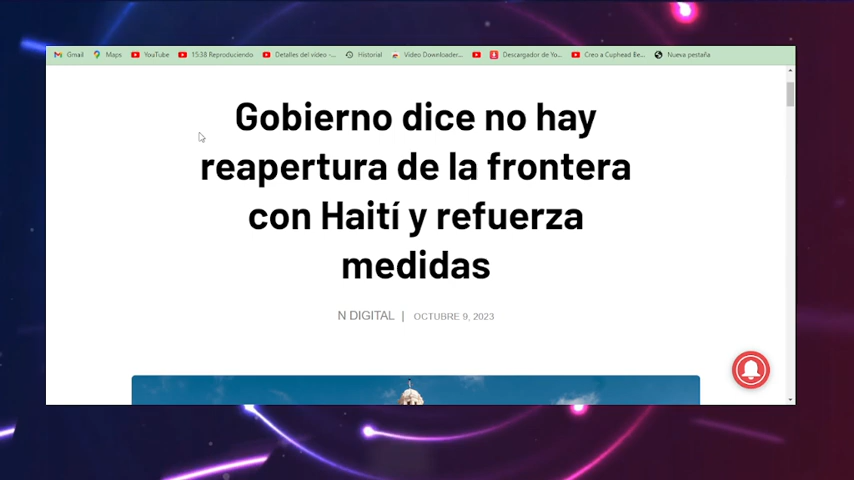 Gmail Maps YouTube 15:38 Reproduciendo Detalles del vídeo -... Historial Video Downloader... Descargador de Yo... Creo a Cuphead Be... Nueva pestaña
Gobierno dice no hay
reapertura de la frontera
con Haití y refuerza
medidas
N DIGITAL | OCTUBRE 9, 2023